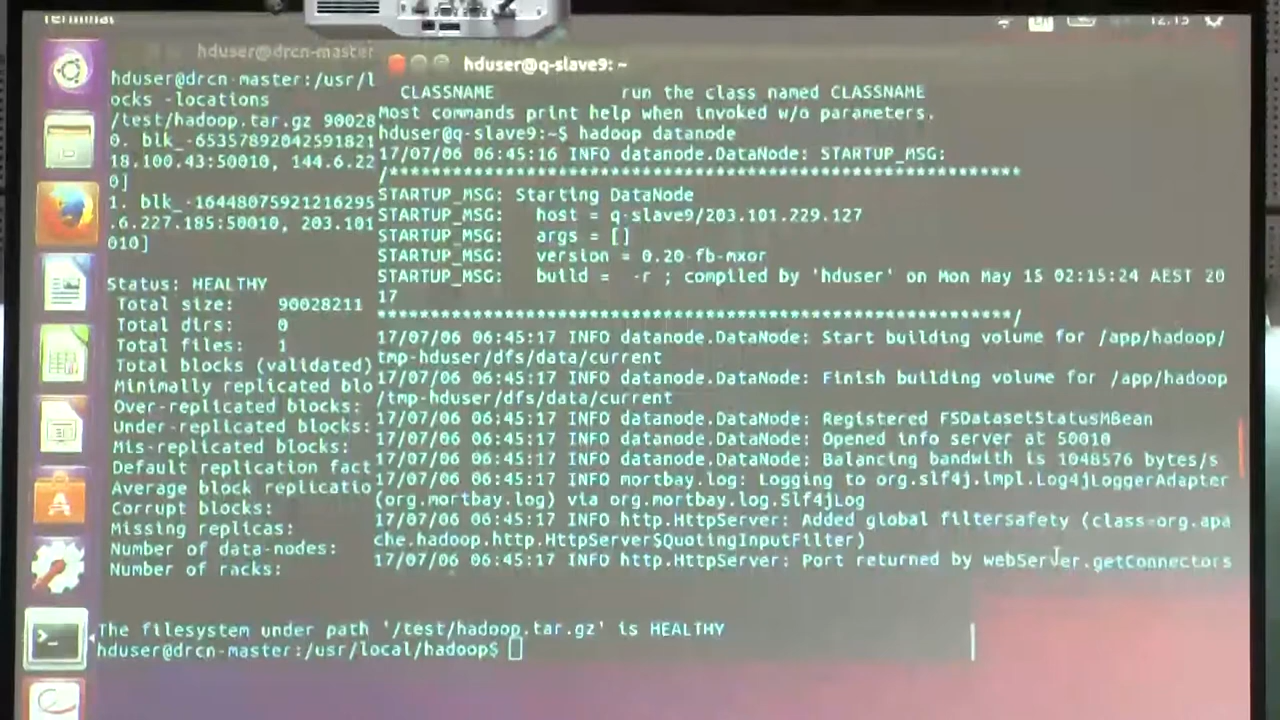 Terminal
12:15
hduser@drcn-master
hduser@drcn-master:/usr/l
ocks -locations
/test/hadoop.tar.gz 90028
0. blk_-65357892042591821
18.100.43:50010, 144.6.22
0]
1. blk_-16448075921216295
.6.227.185:50010, 203.101
010]
Status: HEALTHY
Total size: 90028211
Total dirs: 0
Total files: 1
Total blocks (validated)
Minimally replicated blo
Over-replicated blocks:
Under-replicated blocks:
Mis-replicated blocks:
Default replication fact
Average block replicatio
Corrupt blocks:
Missing replicas:
Number of data-nodes:
Number of racks:
The filesystem under path '/test/hadoop.tar.gz' is HEALTHY
hduser@drcn-master:/usr/local/hadoop$
hduser@q-slave9: ~
CLASSNAME run the class named CLASSNAME
Most commands print help when invoked w/o parameters.
hduser@q-slave9:~$ hadoop datanode
17/07/06 06:45:16 INFO datanode.DataNode: STARTUP_MSG:
/************************************************************
STARTUP_MSG: Starting DataNode
STARTUP_MSG: host = q-slave9/203.101.229.127
STARTUP_MSG: args = []
STARTUP_MSG: version = 0.20-fb-mxor
STARTUP_MSG: build = -r ; compiled by 'hduser' on Mon May 15 02:15:24 AEST 20
17
************************************************************/
17/07/06 06:45:17 INFO datanode.DataNode: Start building volume for /app/hadoop/
tmp-hduser/dfs/data/current
17/07/06 06:45:17 INFO datanode.DataNode: Finish building volume for /app/hadoop
/tmp-hduser/dfs/data/current
17/07/06 06:45:17 INFO datanode.DataNode: Registered FSDatasetStatusMBean
17/07/06 06:45:17 INFO datanode.DataNode: Opened info server at 50010
17/07/06 06:45:17 INFO datanode.DataNode: Balancing bandwith is 1048576 bytes/s
17/07/06 06:45:17 INFO mortbay.log: Logging to org.slf4j.impl.Log4jLoggerAdapter
(org.mortbay.log) via org.mortbay.log.Slf4jLog
17/07/06 06:45:17 INFO http.HttpServer: Added global filtersafety (class=org.apa
che.hadoop.http.HttpServer$QuotingInputFilter)
17/07/06 06:45:17 INFO http.HttpServer: Port returned by webServer.getConnectors